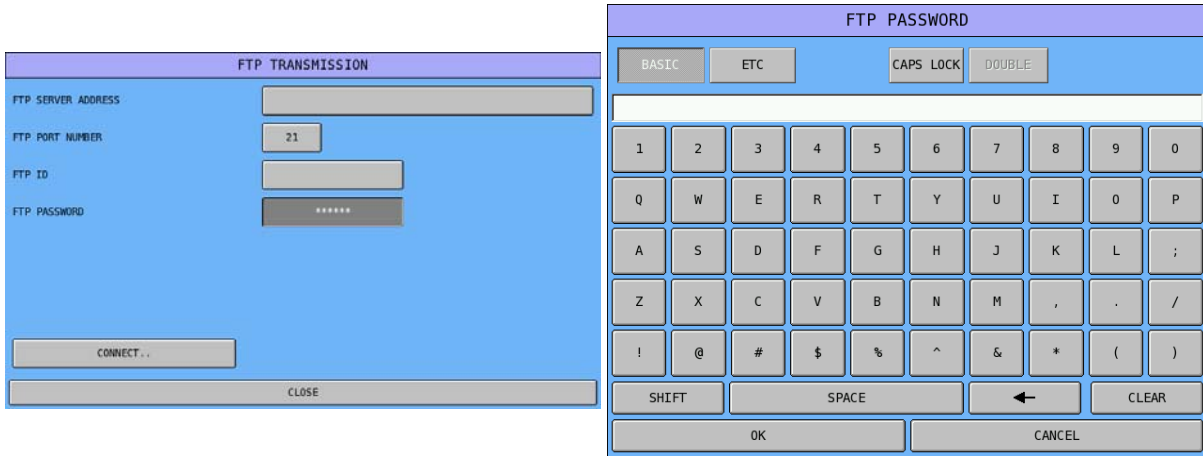 FTP TRANSMISSION
FTP SERVER ADDRESS
FTP PORT NUMBER 21
FTP ID
FTP PASSWORD ******
CONNECT..
CLOSE
FTP PASSWORD
BASIC ETC CAPS LOCK DOUBLE
1 2 3 4 5 6 7 8 9 0
Q W E R T Y U I O P
A S D F G H J K L ;
Z X C V B N M , . /
! @ # $ % ^ & * ( )
SHIFT SPACE ← CLEAR
OK CANCEL